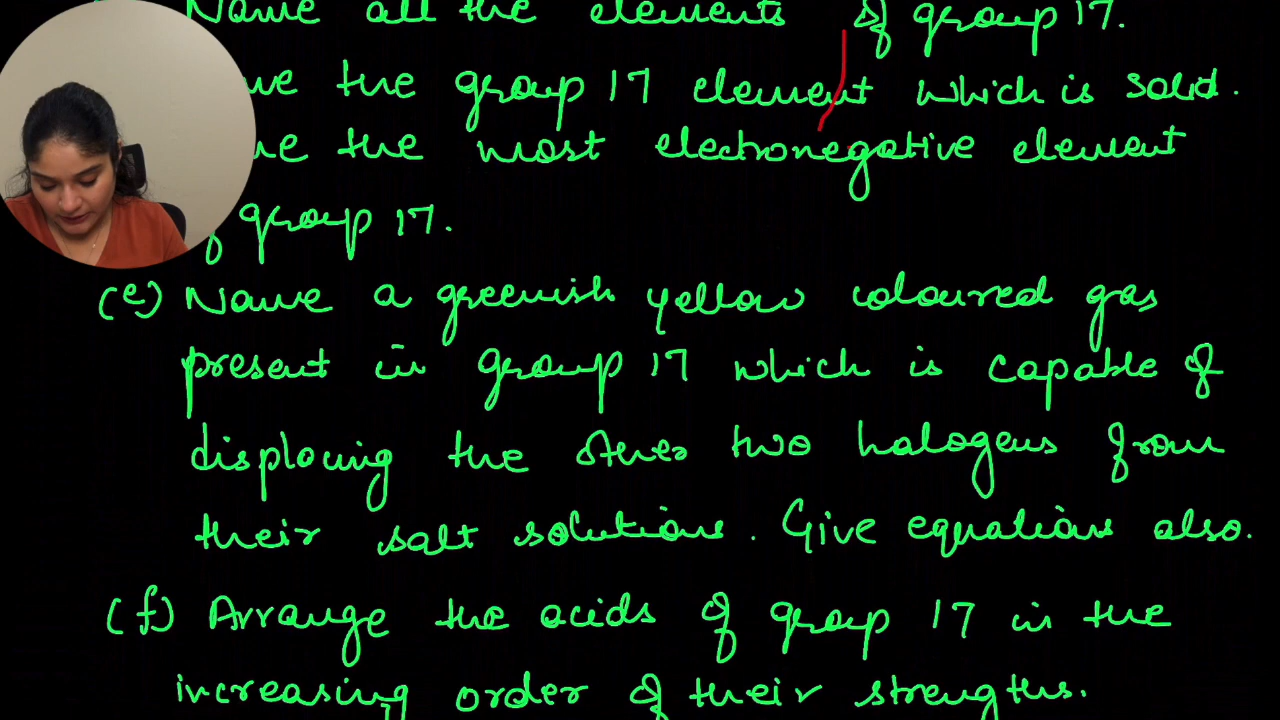 Name all the elements of group 17.
the group 17 element which is solid.
the most electronegative element
group 17.
(e) Name a greenish yellow coloured gas
present in group 17 which is capable of
displacing the other two halogens from
their salt solutions. Give equations also.
(f) Arrange the acids of group 17 in the
increasing order of their strengths.